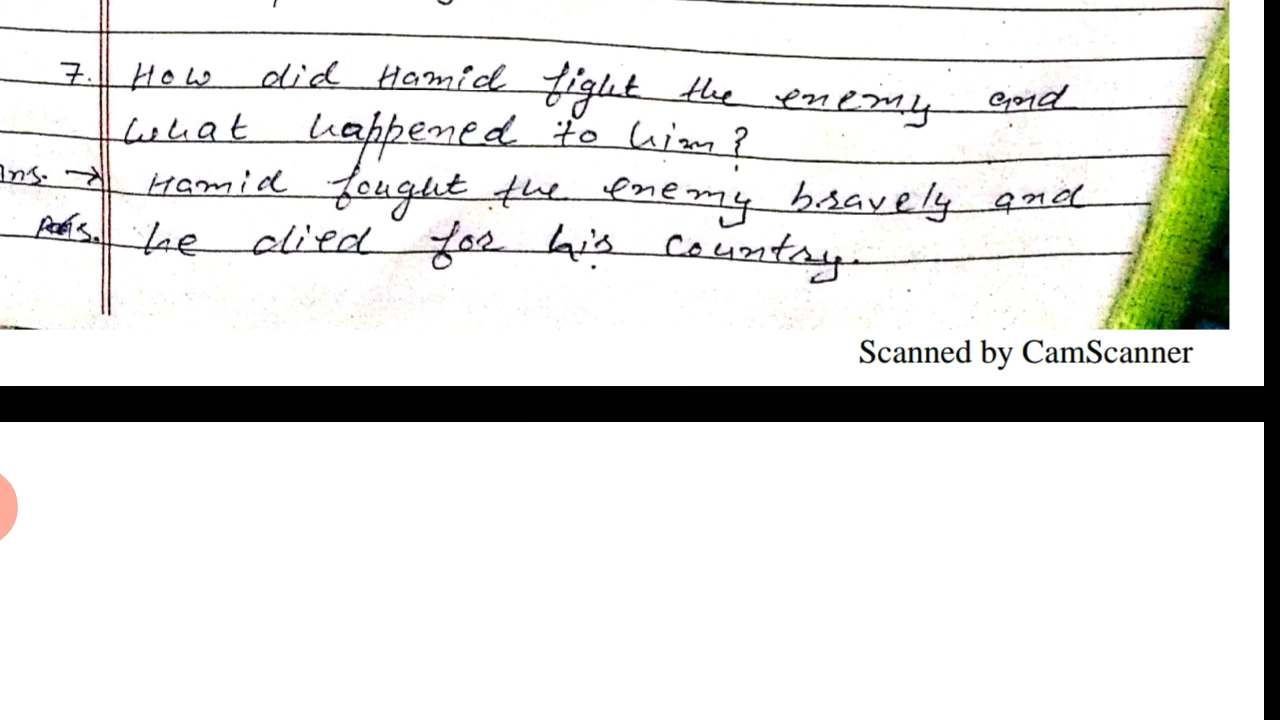 7. How did Hamid fight the enemy and
what happened to him?
Ans. → Hamid fought the enemy bravely and
he died for his country.
Scanned by CamScanner